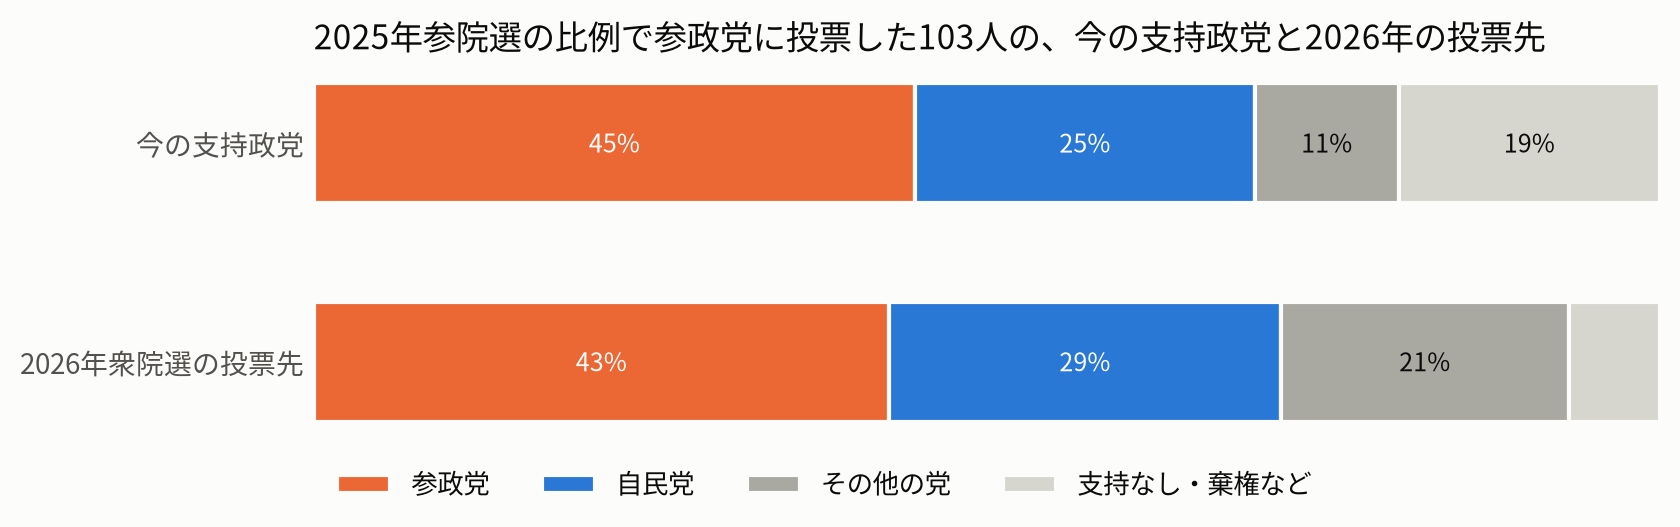 2025年参院選の比例で参政党に投票した103人の、今の支持政党と2026年の投票先
今の支持政党
45%
25%
11%
19%
2026年衆院選の投票先
43%
29%
21%
参政党
自民党
その他の党
支持なし・棄権など